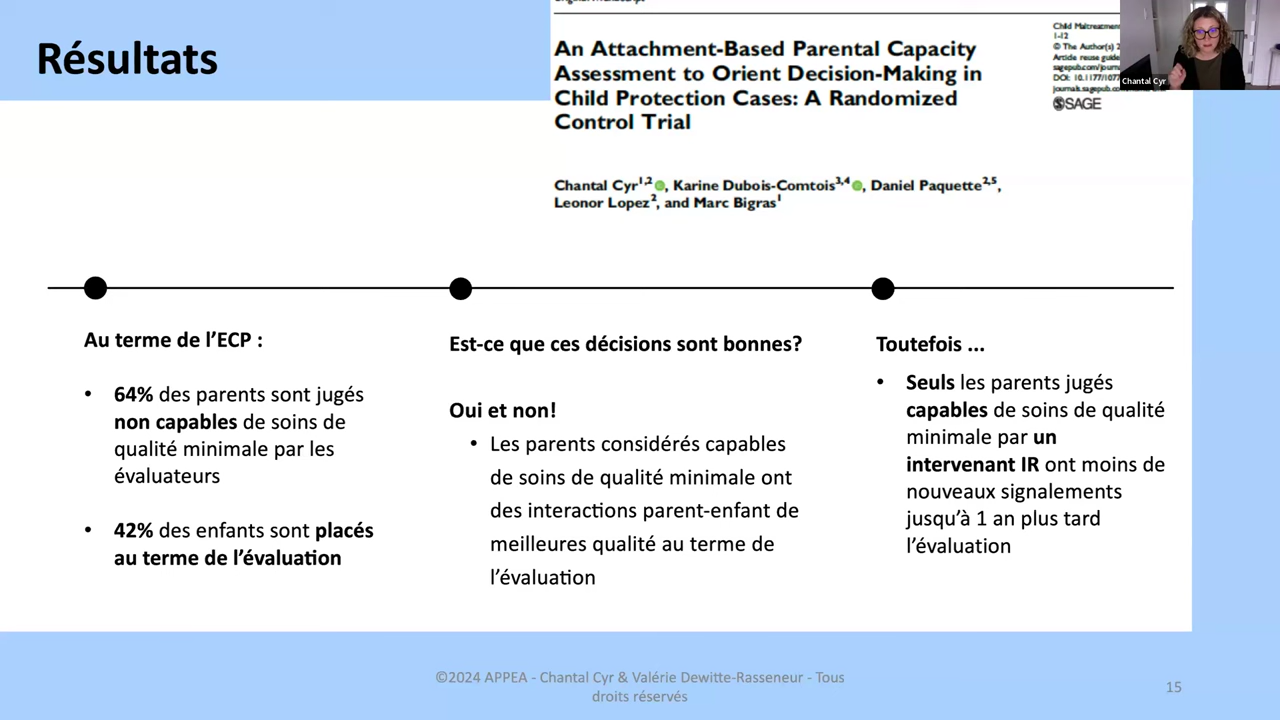 Résultats
An Attachment-Based Parental Capacity
Assessment to Orient Decision-Making in
Child Protection Cases: A Randomized
Control Trial
Chantal Cyr1,2, Karine Dubois-Comtois3,4, Daniel Paquette2,5,
Leonor Lopez2, and Marc Bigras1
Child Maltreatment
1-12
© The Author(s) 2
Article reuse guide
sagepub.com/journa
DOI: 10.1177/107
journals.sagepub.com
SAGE
Chantal Cyr
Au terme de l’ECP :
• 64% des parents sont jugés
non capables de soins de
qualité minimale par les
évaluateurs
• 42% des enfants sont placés
au terme de l’évaluation
Est-ce que ces décisions sont bonnes?
Oui et non!
• Les parents considérés capables
de soins de qualité minimale ont
des interactions parent-enfant de
meilleures qualité au terme de
l’évaluation
Toutefois ...
• Seuls les parents jugés
capables de soins de qualité
minimale par un
intervenant IR ont moins de
nouveaux signalements
jusqu’à 1 an plus tard
l’évaluation
©2024 APPEA - Chantal Cyr & Valérie Dewitte-Rasseneur - Tous
droits réservés
15